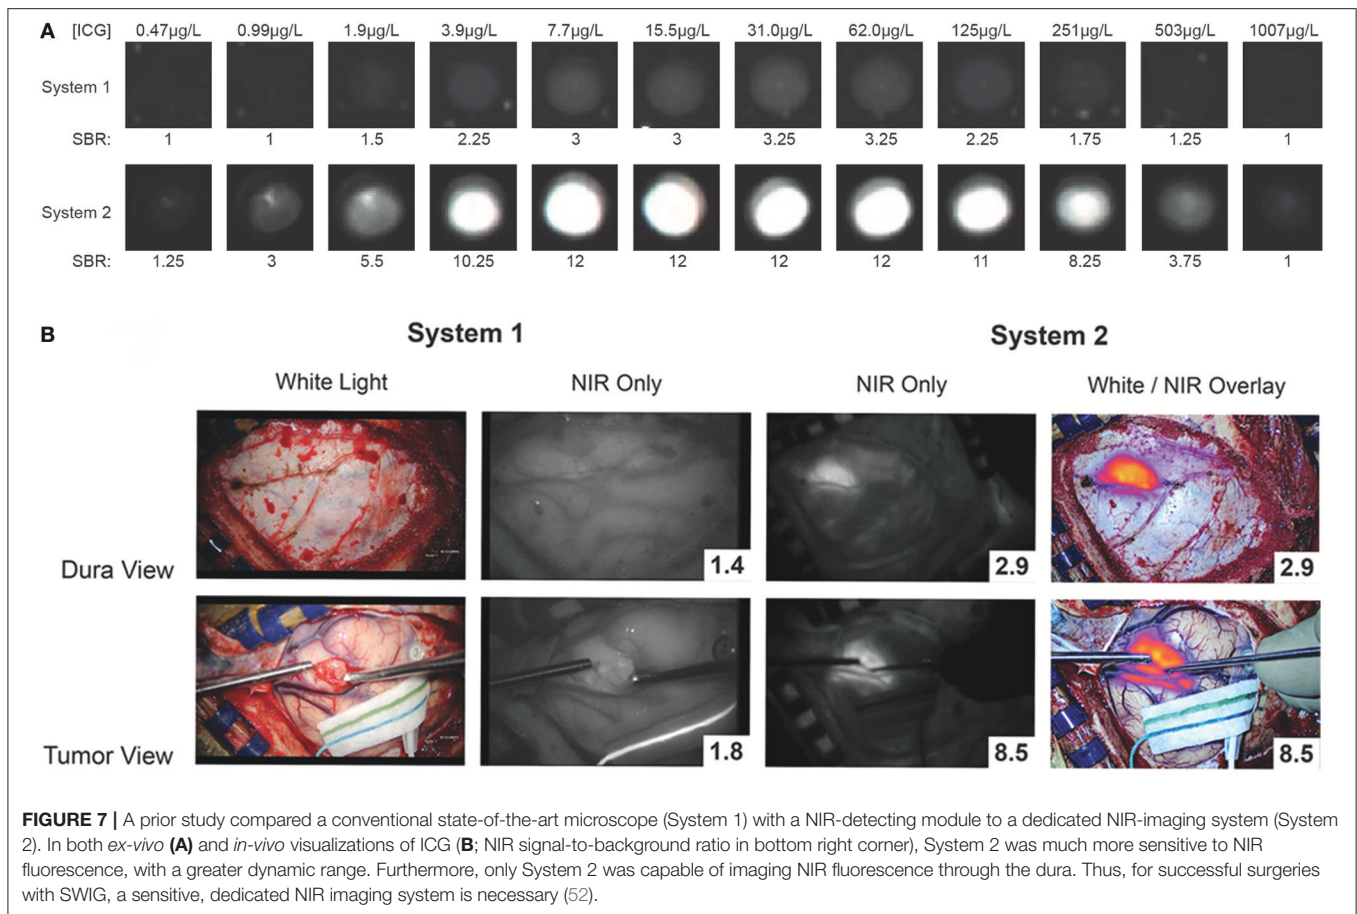 A [ICG] 0.47µg/L 0.99µg/L 1.9µg/L 3.9µg/L 7.7µg/L 15.5µg/L 31.0µg/L 62.0µg/L 125µg/L 251µg/L 503µg/L 1007µg/L
System 1
SBR: 1 1 1.5 2.25 3 3 3.25 3.25 2.25 1.75 1.25 1
System 2
SBR: 1.25 3 5.5 10.25 12 12 12 12 11 8.25 3.75 1
B System 1 System 2
White Light NIR Only NIR Only White / NIR Overlay
Dura View 1.4 2.9 2.9
Tumor View 1.8 8.5 8.5
FIGURE 7 | A prior study compared a conventional state-of-the-art microscope (System 1) with a NIR-detecting module to a dedicated NIR-imaging system (System
2). In both ex-vivo (A) and in-vivo visualizations of ICG (B; NIR signal-to-background ratio in bottom right corner), System 2 was much more sensitive to NIR
fluorescence, with a greater dynamic range. Furthermore, only System 2 was capable of imaging NIR fluorescence through the dura. Thus, for successful surgeries
with SWIG, a sensitive, dedicated NIR imaging system is necessary (52).